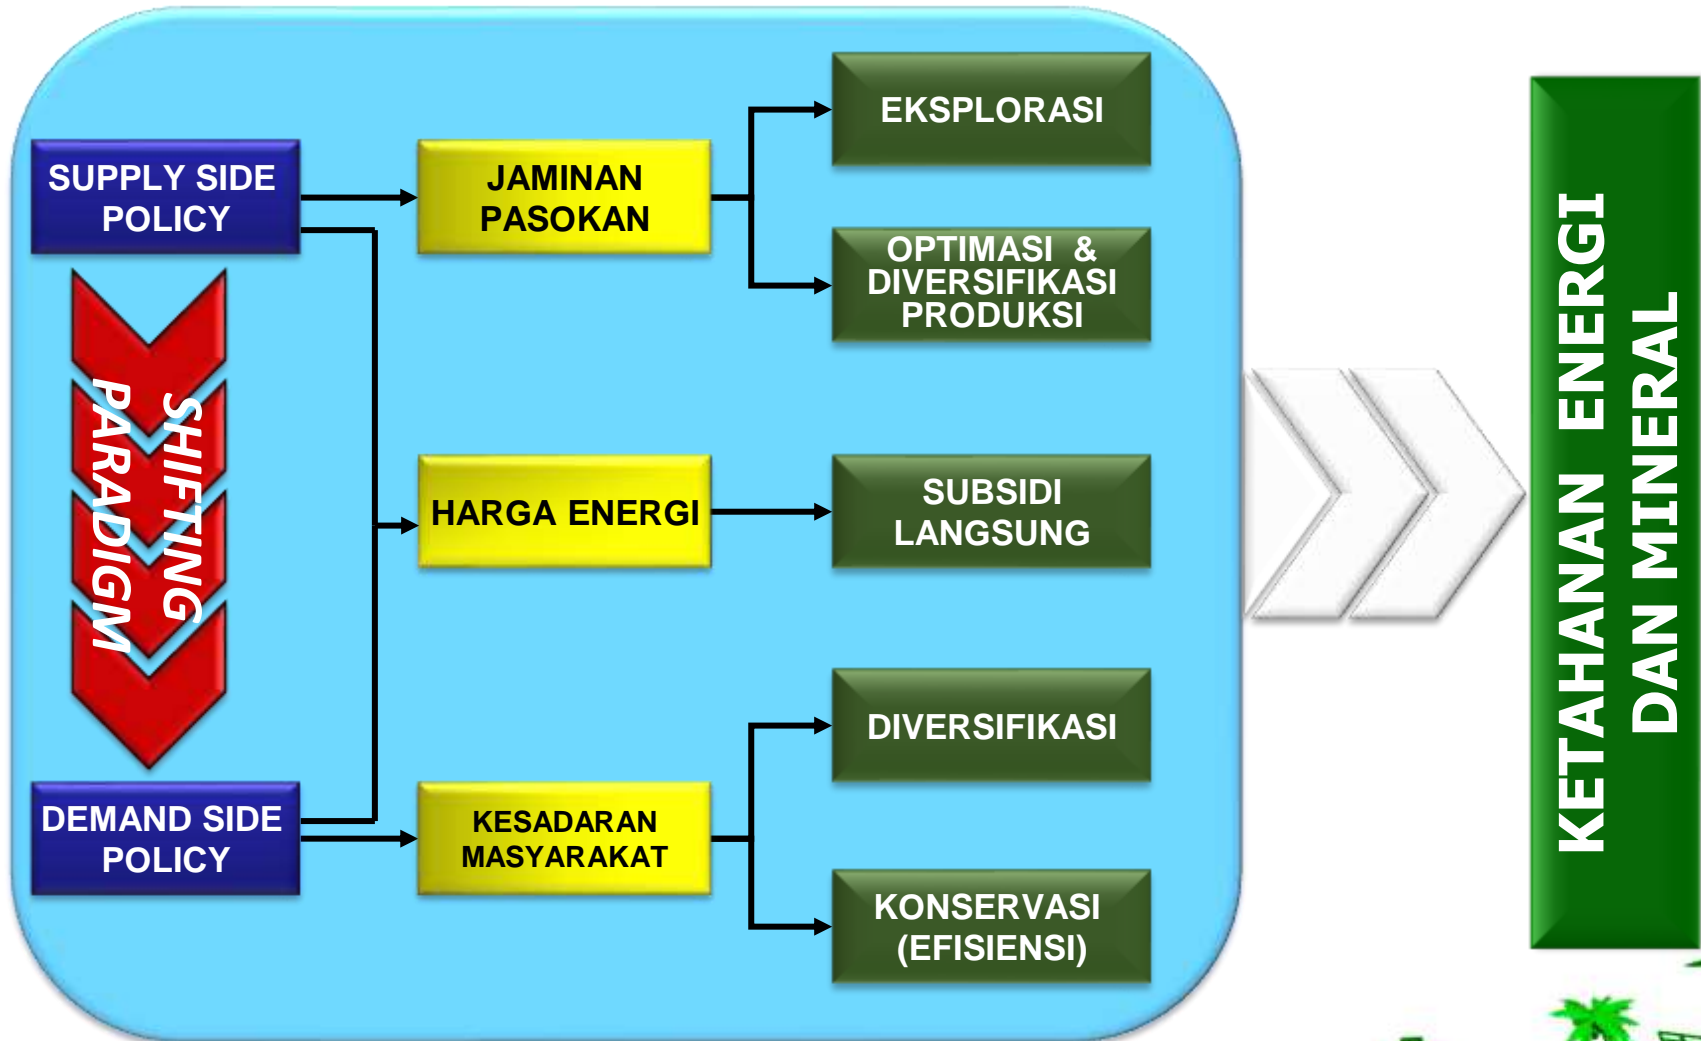 SUPPLY SIDE
POLICY
JAMINAN
PASOKAN
EKSPLORASI
OPTIMASI &
DIVERSIFIKASI
PRODUKSI
SHIFTING
PARADIGM
HARGA ENERGI
SUBSIDI
LANGSUNG
DEMAND SIDE
POLICY
KESADARAN
MASYARAKAT
DIVERSIFIKASI
KONSERVASI
(EFISIENSI)
KETAHANAN ENERGI
DAN MINERAL